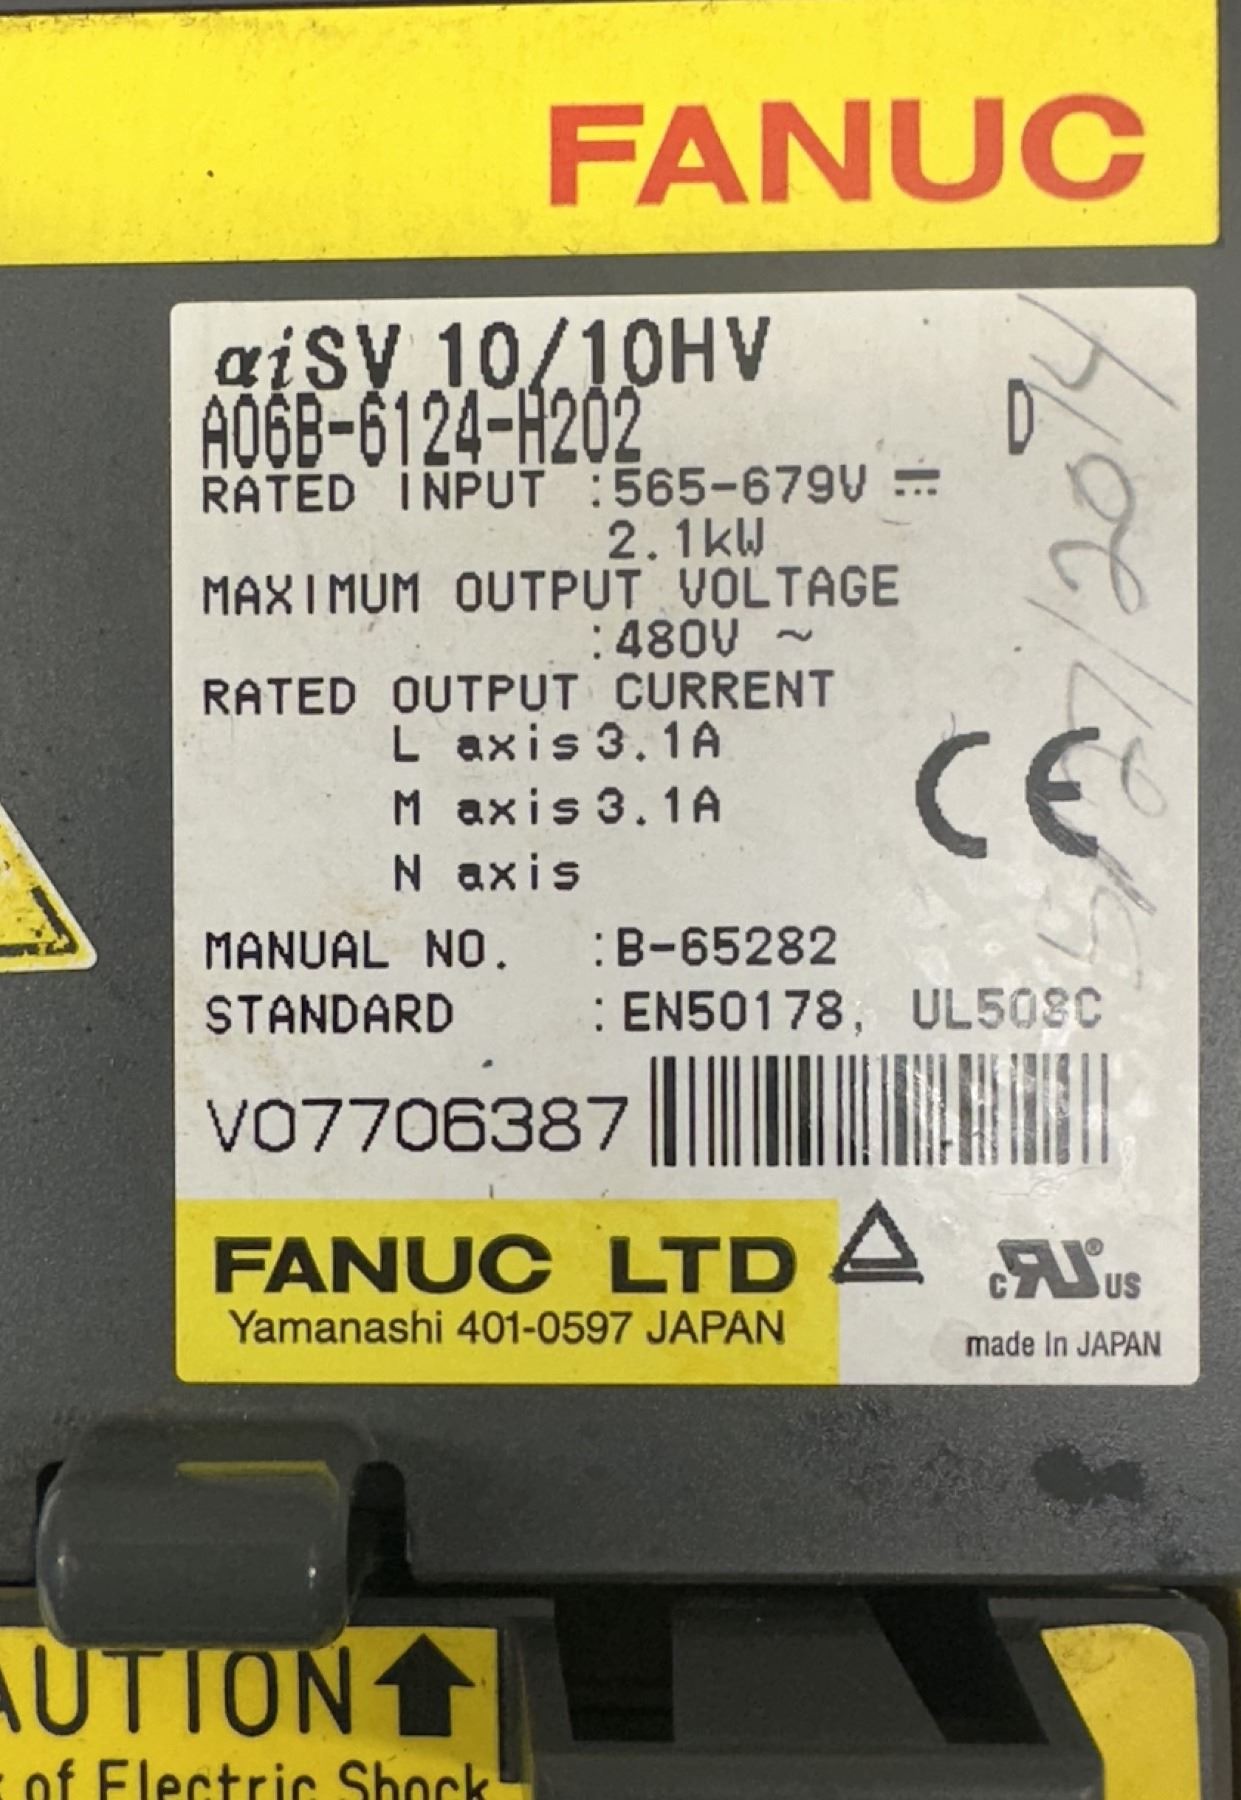 FANUC
αiSV 10/10HV
A06B-6124-H202
D
RATED INPUT :565-679V
2.1kW
MAXIMUM OUTPUT VOLTAGE
:480V ~
RATED OUTPUT CURRENT
L axis 3.1A
M axis 3.1A
N axis
CE
MANUAL NO. :B-65282
STANDARD :EN50178, UL508C
V07706387
FANUC LTD
Yamanashi 401-0597 JAPAN
c RU ® US
made in JAPAN
AUTION
of Electric Shock